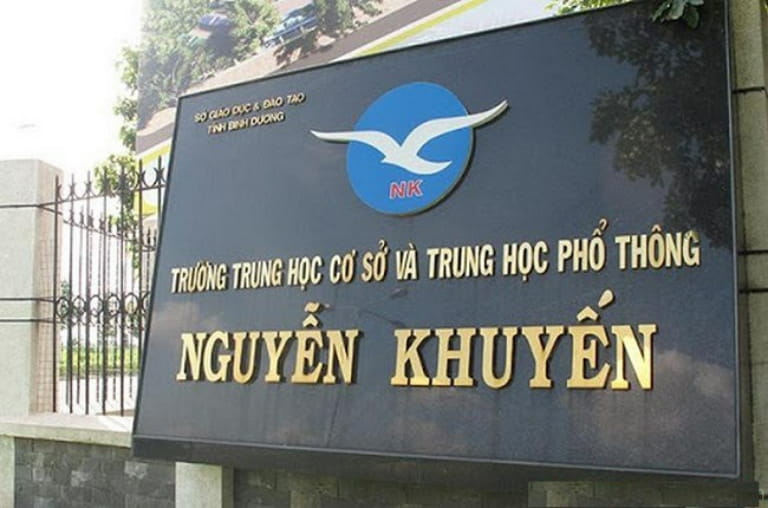 SỞ GIÁO DỤC & ĐÀO TẠO
TỈNH BÌNH DƯƠNG
NK
TRƯỜNG TRUNG HỌC CƠ SỞ VÀ TRUNG HỌC PHỔ THÔNG
NGUYỄN KHUYẾN